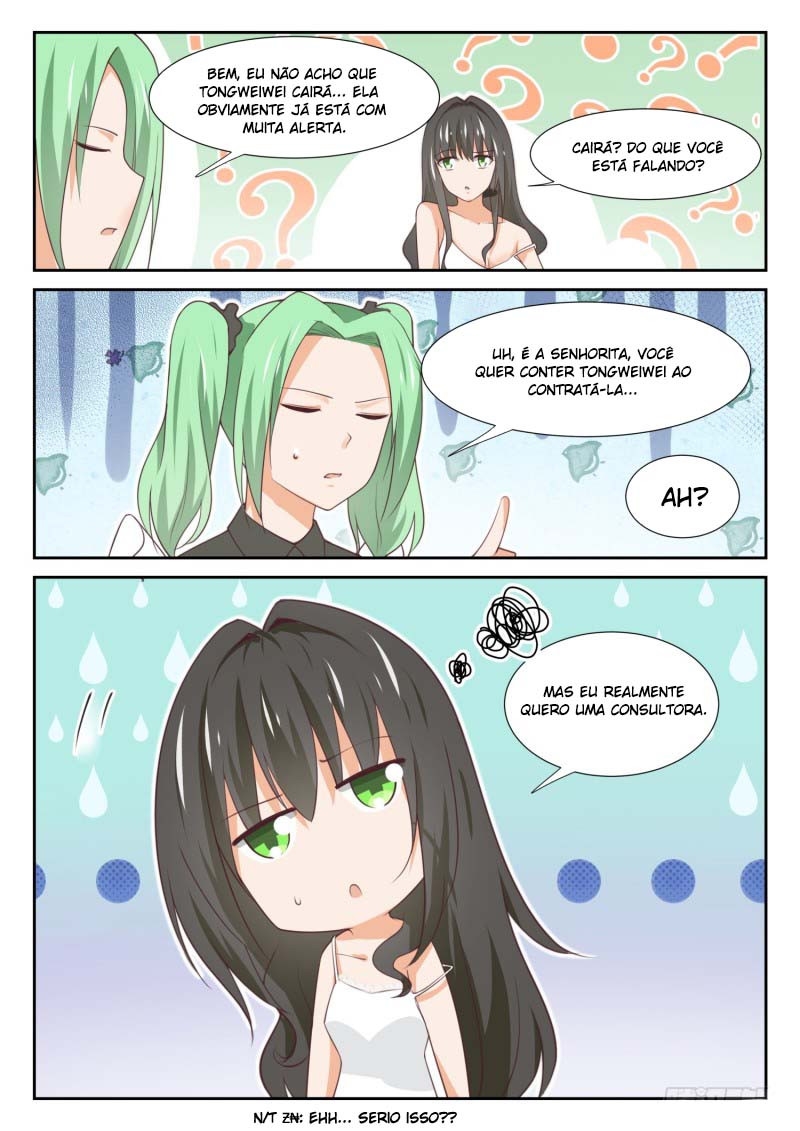 BEM, EU NÃO ACHO QUE
TONGWEIWEI CAIRÁ... ELA
OBVIAMENTE JÁ ESTÁ COM
MUITA ALERTA.
CAIRÁ? DO QUE VOCÊ
ESTÁ FALANDO?
UH, É A SENHORITA, VOCÊ
QUER CONTER TONGWEIWEI AO
CONTRATÁ-LA...
AH?
MAS EU REALMENTE
QUERO UMA CONSULTORA.
N/T ZN: EHH... SERIO ISSO??